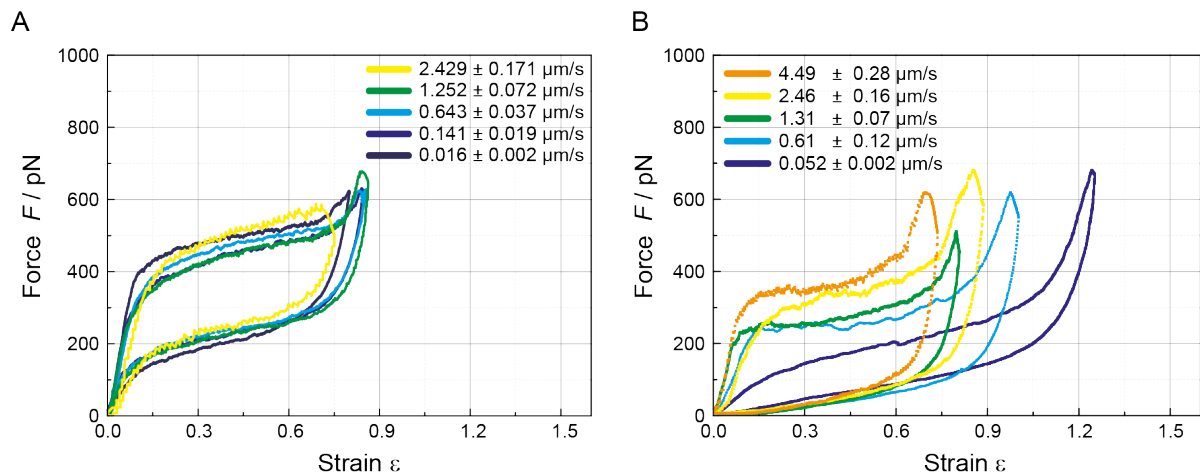 A
B
1000
800
600
400
200
0
0.0
0.3
0.6
0.9
1.2
1.5
Force F / pN
Strain ε
2.429 ± 0.171 µm/s
1.252 ± 0.072 µm/s
0.643 ± 0.037 µm/s
0.141 ± 0.019 µm/s
0.016 ± 0.002 µm/s
1000
800
600
400
200
0
0.0
0.3
0.6
0.9
1.2
1.5
Force F / pN
Strain ε
4.49 ± 0.28 µm/s
2.46 ± 0.16 µm/s
1.31 ± 0.07 µm/s
0.61 ± 0.12 µm/s
0.052 ± 0.002 µm/s